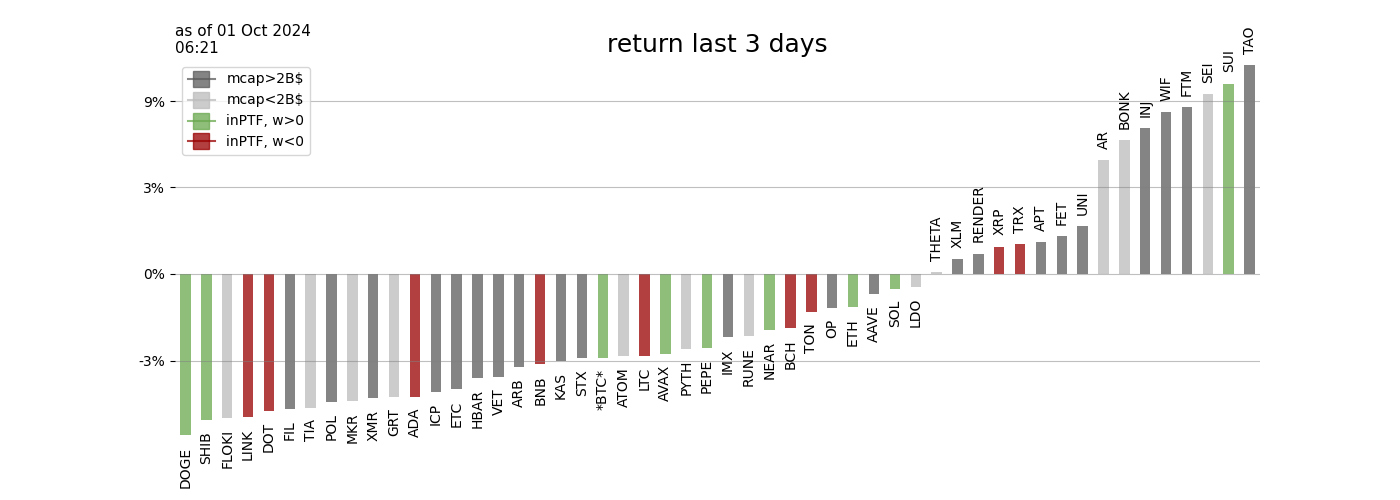 as of 01 Oct 2024
06:21
return last 3 days
mcap>2B$
mcap<2B$
inPTF, w>0
inPTF, w<0
9%
3%
0%
-3%
DOGE
SHIB
FLOKI
LINK
DOT
FIL
TIA
POL
MKR
XMR
GRT
ADA
ICP
ETC
HBAR
VET
ARB
BNB
KAS
STX
*BTC*
ATOM
LTC
AVAX
PYTH
PEPE
IMX
RUNE
NEAR
BCH
TON
OP
ETH
AAVE
SOL
LDO
THETA
XLM
RENDER
XRP
TRX
APT
FET
UNI
AR
BONK
INJ
WIF
FTM
SEI
SUI
TAO